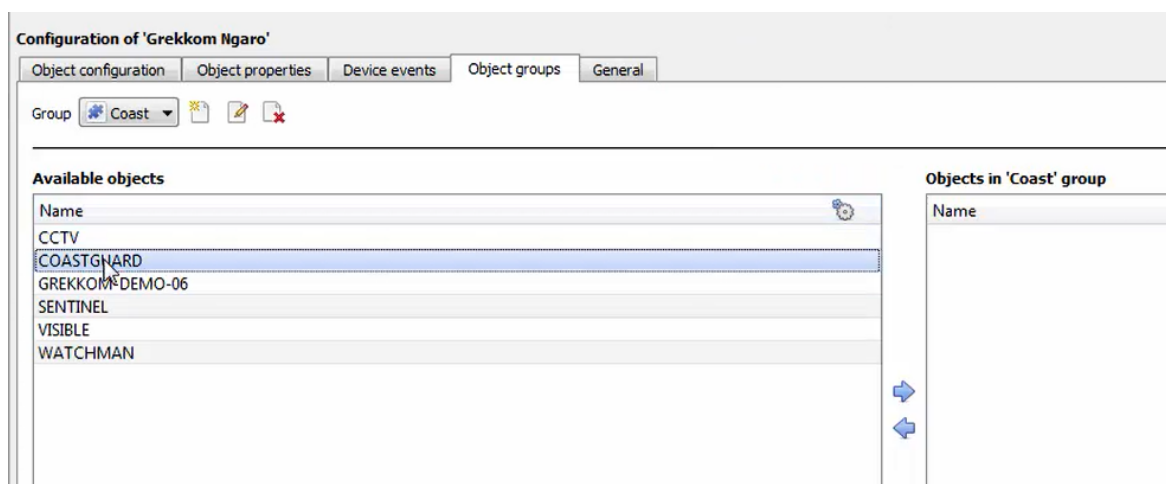 Configuration of 'Grekkom Ngaro'
Object configuration Object properties Device events Object groups General
Group Coast
Available objects Objects in 'Coast' group
Name Name
CCTV
COASTGUARD
GREKKOM-DEMO-06
SENTINEL
VISIBLE
WATCHMAN